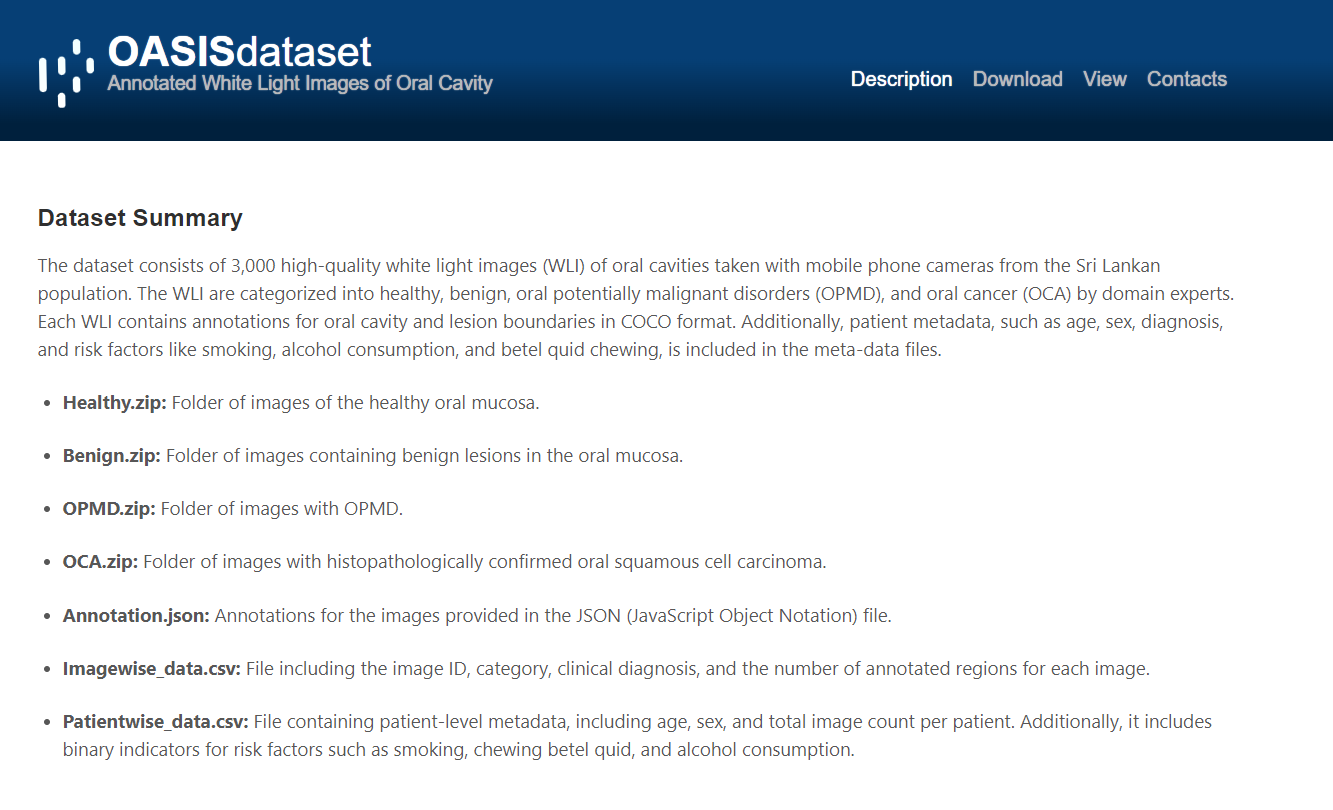 OASISdataset
Annotated White Light Images of Oral Cavity
Description Download View Contacts
Dataset Summary
The dataset consists of 3,000 high-quality white light images (WLI) of oral cavities taken with mobile phone cameras from the Sri Lankan
population. The WLI are categorized into healthy, benign, oral potentially malignant disorders (OPMD), and oral cancer (OCA) by domain experts.
Each WLI contains annotations for oral cavity and lesion boundaries in COCO format. Additionally, patient metadata, such as age, sex, diagnosis,
and risk factors like smoking, alcohol consumption, and betel quid chewing, is included in the meta-data files.
• Healthy.zip: Folder of images of the healthy oral mucosa.
• Benign.zip: Folder of images containing benign lesions in the oral mucosa.
• OPMD.zip: Folder of images with OPMD.
• OCA.zip: Folder of images with histopathologically confirmed oral squamous cell carcinoma.
• Annotation.json: Annotations for the images provided in the JSON (JavaScript Object Notation) file.
• Imagewise_data.csv: File including the image ID, category, clinical diagnosis, and the number of annotated regions for each image.
• Patientwise_data.csv: File containing patient-level metadata, including age, sex, and total image count per patient. Additionally, it includes
binary indicators for risk factors such as smoking, chewing betel quid, and alcohol consumption.